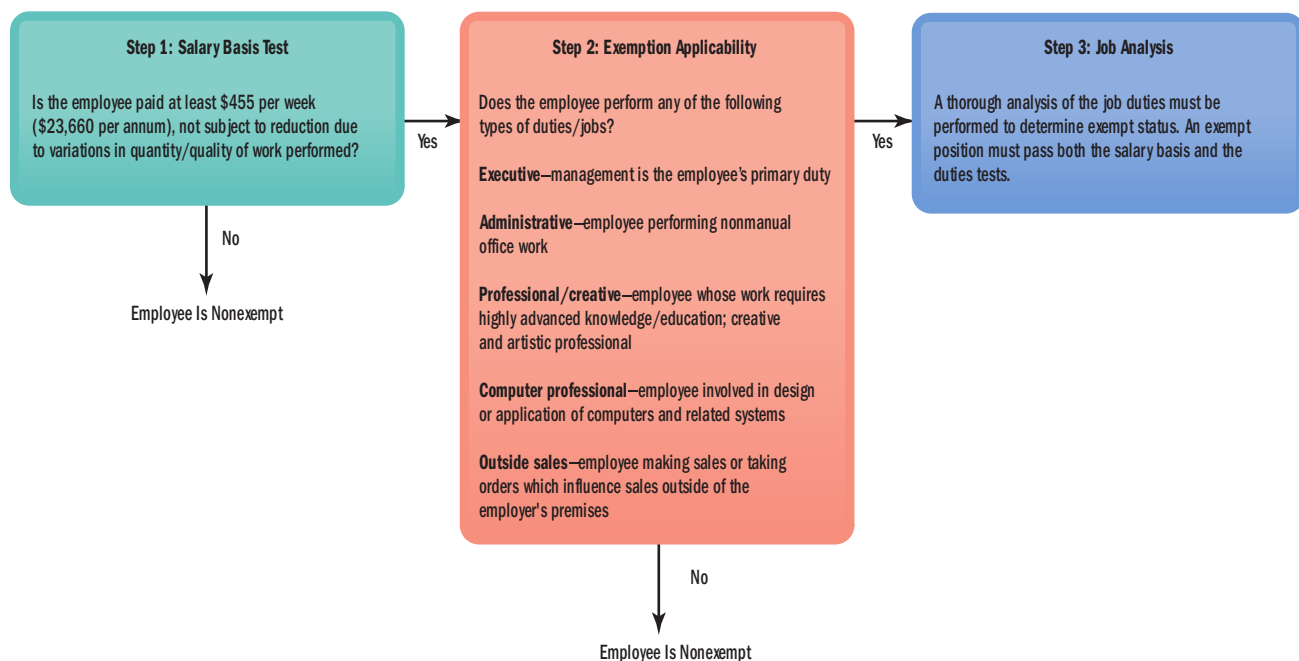 Step 1: Salary Basis Test
Is the employee paid at least $455 per week
($23,660 per annum), not subject to reduction due
to variations in quantity/quality of work performed?
Yes
No
Employee Is Nonexempt
Step 2: Exemption Applicability
Does the employee perform any of the following
types of duties/jobs?
Executive—management is the employee's primary duty
Administrative—employee performing nonmanual
office work
Professional/creative—employee whose work requires
highly advanced knowledge/education; creative
and artistic professional
Computer professional—employee involved in design
or application of computers and related systems
Outside sales—employee making sales or taking
orders which influence sales outside of the
employer's premises
Yes
No
Employee Is Nonexempt
Step 3: Job Analysis
A thorough analysis of the job duties must be
performed to determine exempt status. An exempt
position must pass both the salary basis and the
duties tests.